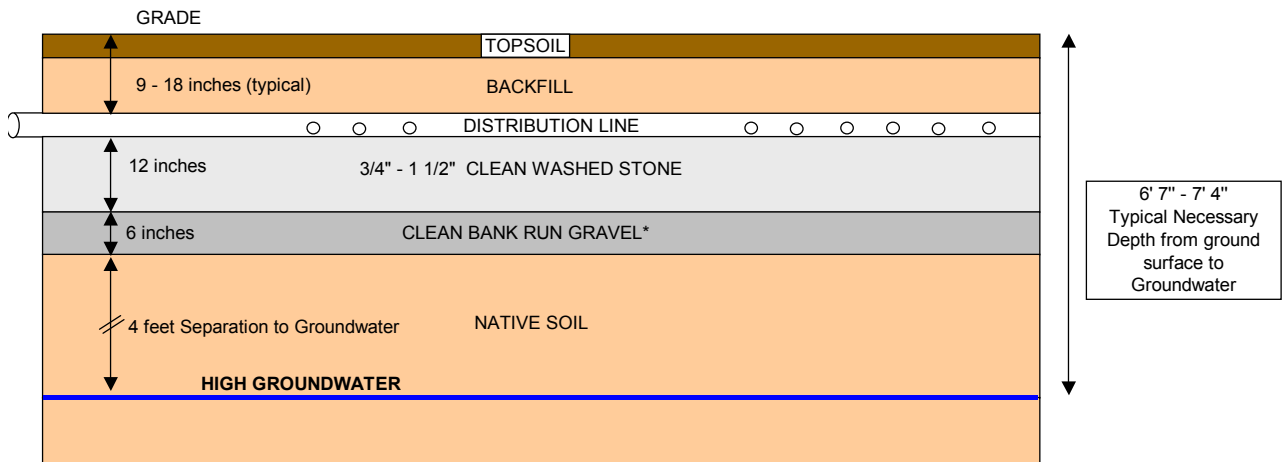 GRADE
TOPSOIL
9 - 18 inches (typical)
BACKFILL
DISTRIBUTION LINE
12 inches
3/4" - 1 1/2" CLEAN WASHED STONE
6 inches
CLEAN BANK RUN GRAVEL*
4 feet Separation to Groundwater
NATIVE SOIL
HIGH GROUNDWATER
6' 7" - 7' 4"
Typical Necessary
Depth from ground
surface to
Groundwater